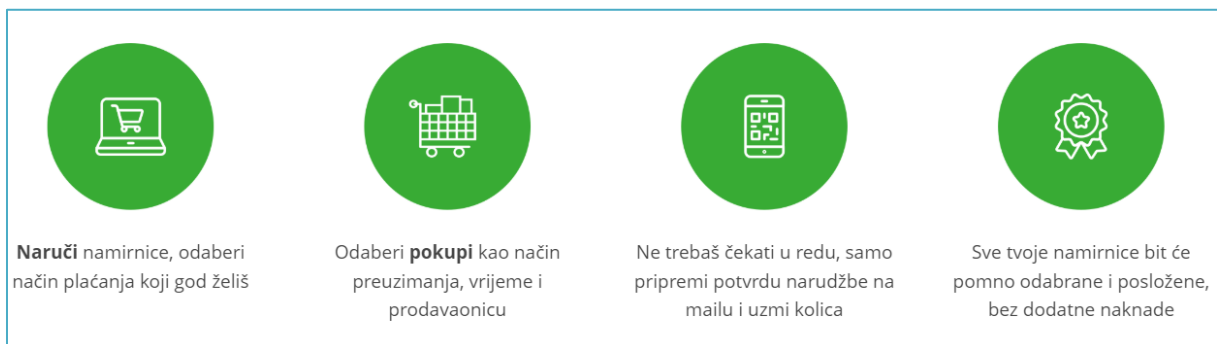 Naruči namirnice, odaberi
način plaćanja koji god želiš
Odaberi pokupi kao način
preuzimanja, vrijeme i
prodavaonicu
Ne trebaš čekati u redu, samo
pripremi potvrdu narudžbe na
mailu i uzmi kolica
Sve tvoje namirnice bit će
pomno odabrane i posložene,
bez dodatne naknade